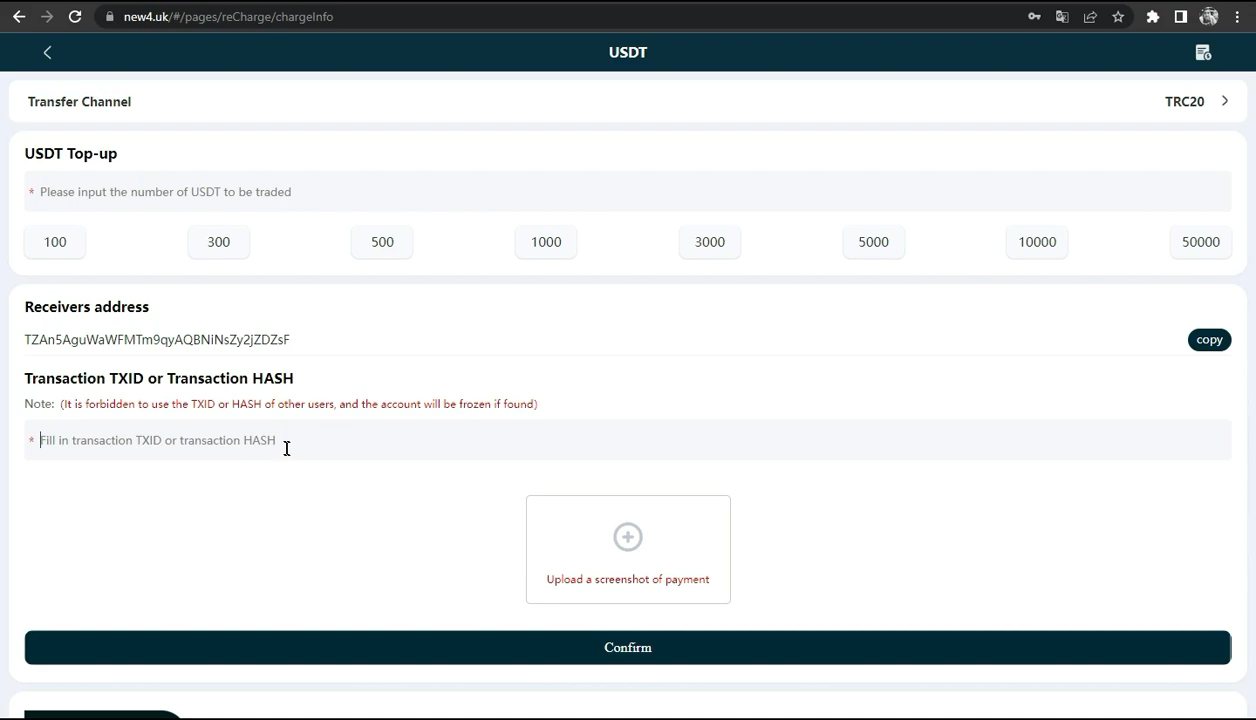 new4.uk/#/pages/reCharge/chargeInfo
USDT
Transfer Channel
TRC20
USDT Top-up
* Please input the number of USDT to be traded
100 300 500 1000 3000 5000 10000 50000
Receivers address
TZAn5AguWaWFMTm9qyAQBNiNsZy2jZDZsF
copy
Transaction TXID or Transaction HASH
Note: (It is forbidden to use the TXID or HASH of other users, and the account will be frozen if found)
* Fill in transaction TXID or transaction HASH
Upload a screenshot of payment
Confirm